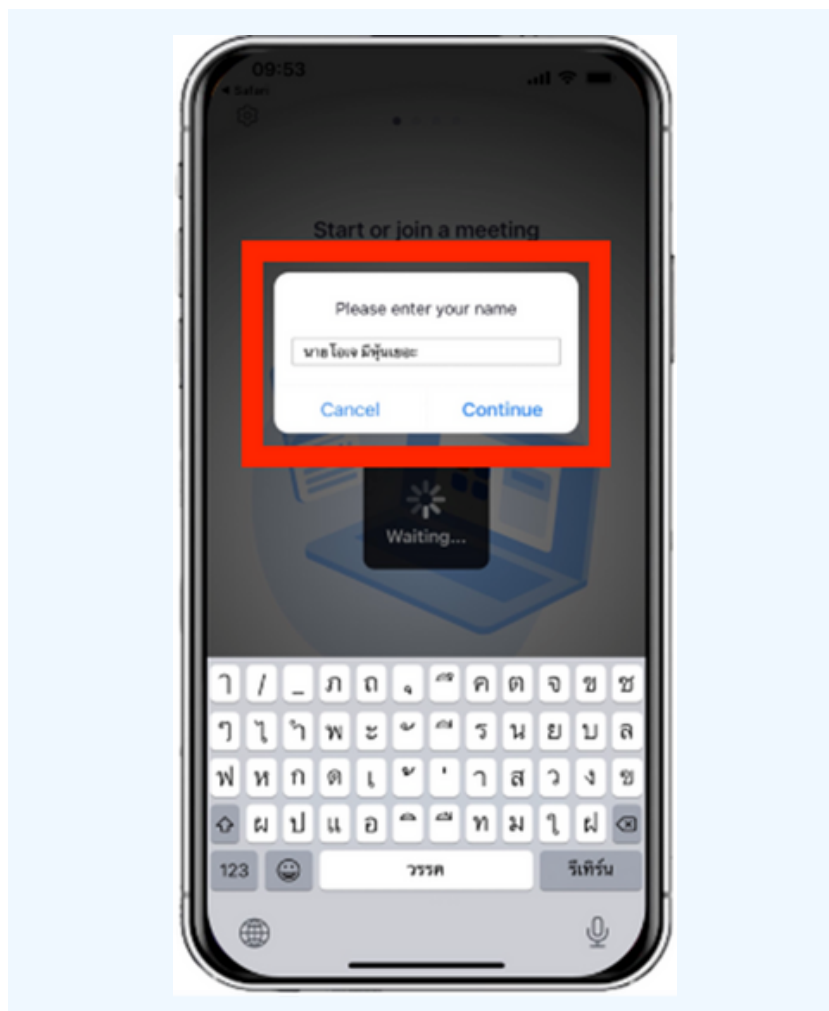 09:53
◀ Safari
Start or join a meeting
Please enter your name
นาย โอเจ มีหุ้นเยอะ
Cancel
Continue
Waiting...
ๅ / _ ภ ถ ุ ึ ค ต จ ข ช
ๆ ไ ำ พ ะ ั ี ร น ย บ ล
ฟ ห ก ด เ ้ ่ า ส ว ง ฃ
ผ ป แ อ ิ ื ท ม ใ ฝ
123
วรรค
รีเทิร์น